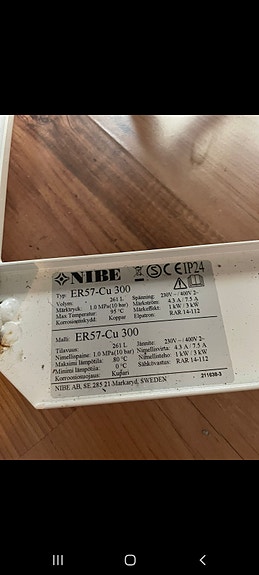 NIBE S CE IP24
Typ: ER57-Cu 300
Volym: 261 L Spänning: 230V~ / 400V 2~
Märktryck: 1.0 MPa(10 bar) Märkström: 4.3 A / 7.5 A
Max. Temperatur: 95 °C Märkeffekt: 1 kW / 3 kW
Korrosionsskydd: Koppar Elpatron: RAR 14-112
Malli: ER57-Cu 300
Tilavuus: 261 L Jännite: 230V~ / 400V 2~
Nimellispaine: 1.0 MPa(10 bar) Nimellisvirta: 4.3 A / 7.5 A
Maksimi lämpötila: 80 °C Nimellisteho: 1 kW / 3 kW
Minimi lämpötila: 0 °C Sähkövastus: RAR 14-112
Korroosionsuojaus: Kupari
211038-3
NIBE AB, SE 285 21 Markaryd, SWEDEN